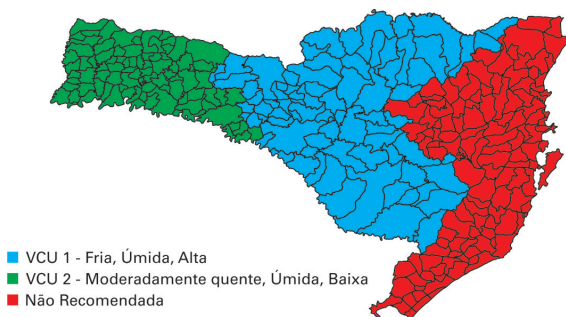 VCU 1 - Fria, Úmida, Alta
VCU 2 - Moderadamente quente, Úmida, Baixa
Não Recomendada